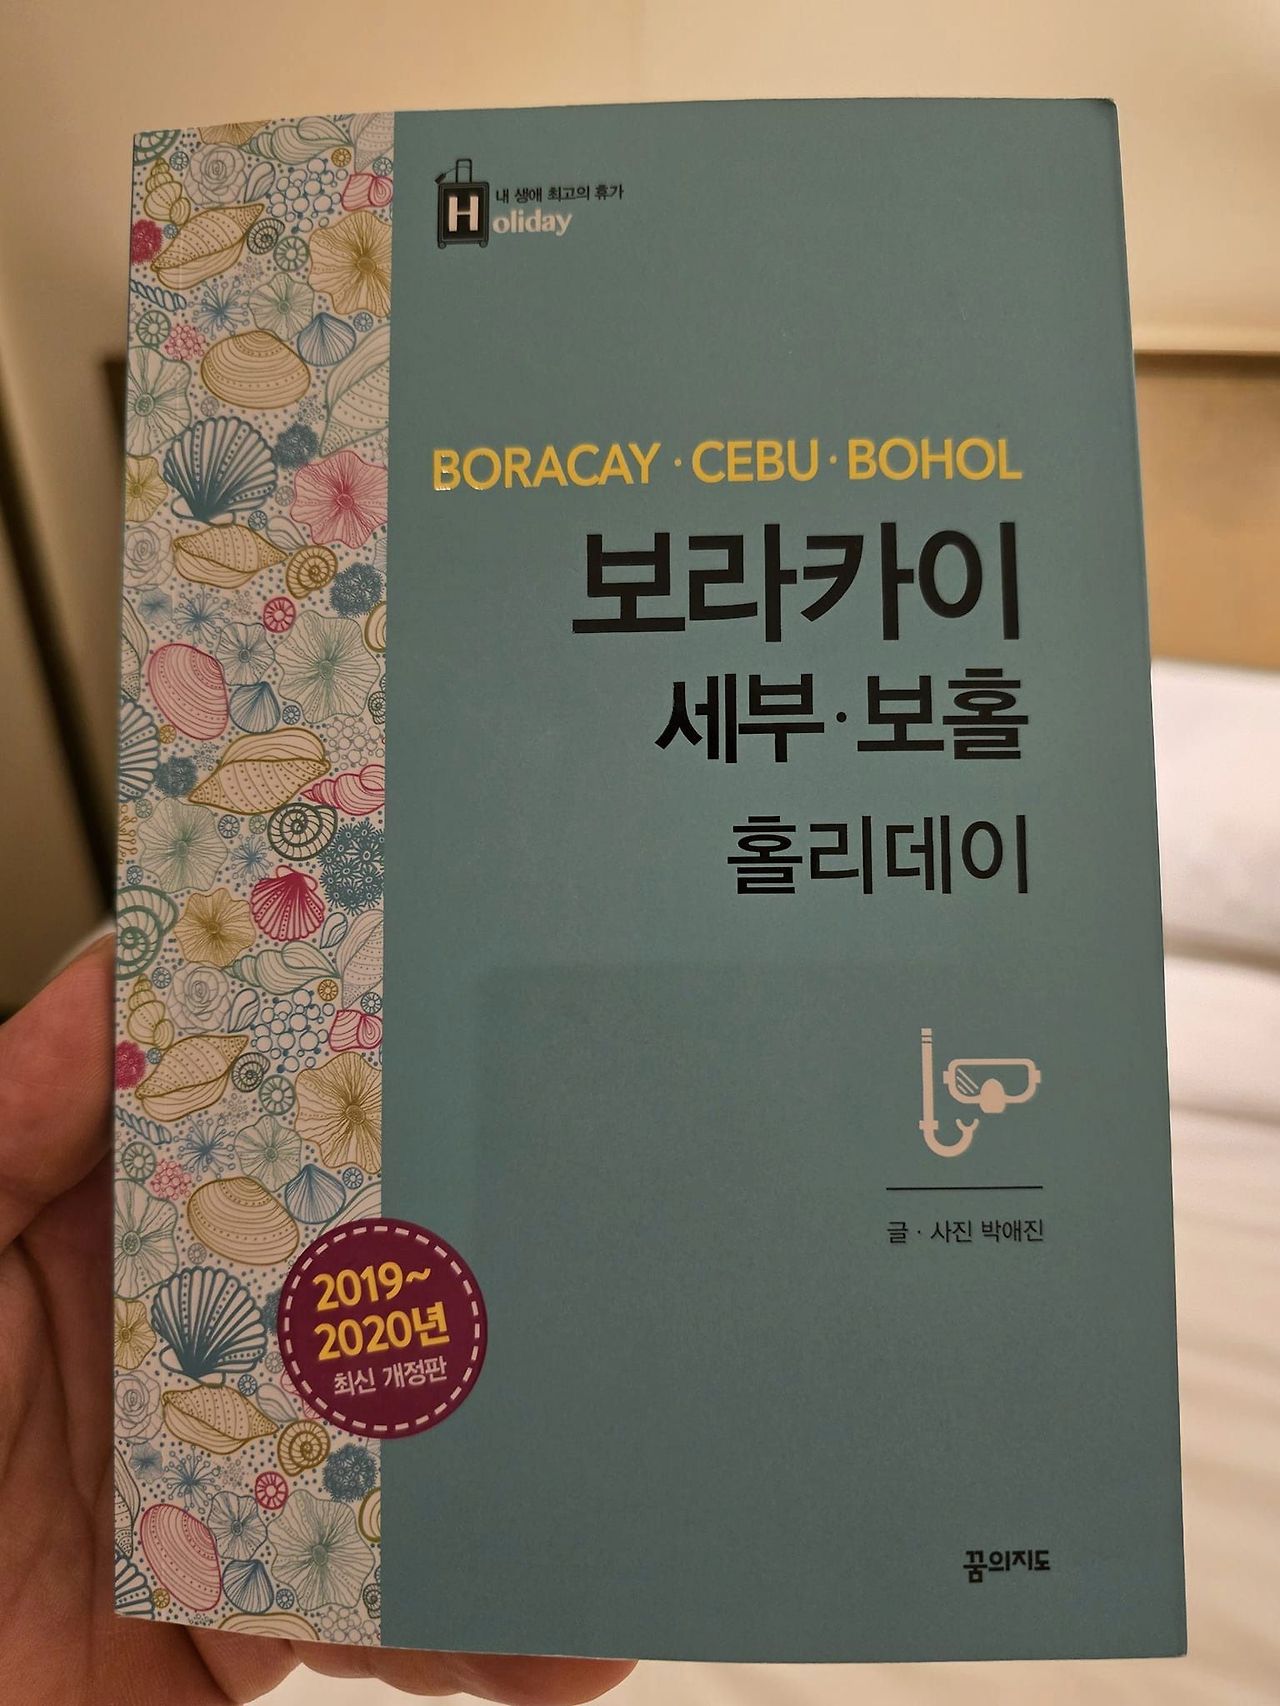 내 생애 최고의 휴가
Holiday
BORACAY · CEBU · BOHOL
보라카이
세부 · 보홀
홀리데이
글 · 사진 박애진
2019~
2020년
최신 개정판
꿈의지도